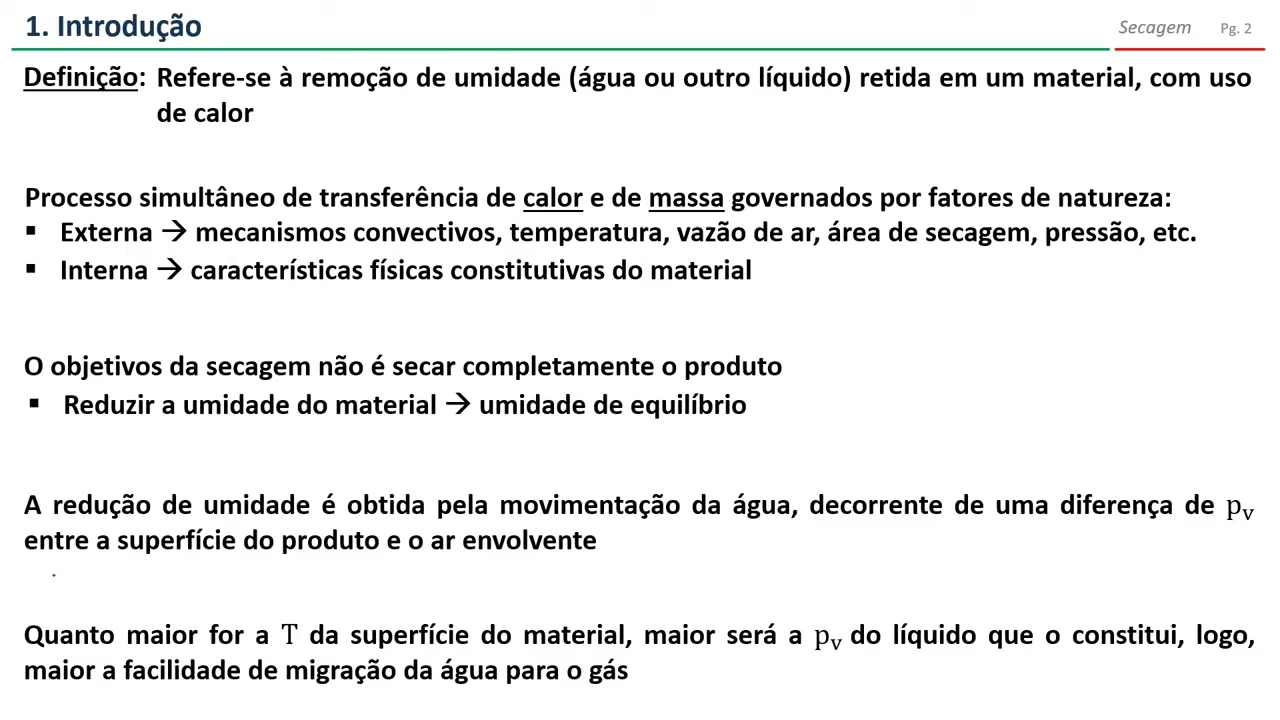 1. Introdução
Secagem Pg. 2
Definição: Refere-se à remoção de umidade (água ou outro líquido) retida em um material, com uso
de calor
Processo simultâneo de transferência de calor e de massa governados por fatores de natureza:
▪ Externa → mecanismos convectivos, temperatura, vazão de ar, área de secagem, pressão, etc.
▪ Interna → características físicas constitutivas do material
O objetivos da secagem não é secar completamente o produto
▪ Reduzir a umidade do material → umidade de equilíbrio
A redução de umidade é obtida pela movimentação da água, decorrente de uma diferença de pᵥ
entre a superfície do produto e o ar envolvente
Quanto maior for a T da superfície do material, maior será a pᵥ do líquido que o constitui, logo,
maior a facilidade de migração da água para o gás